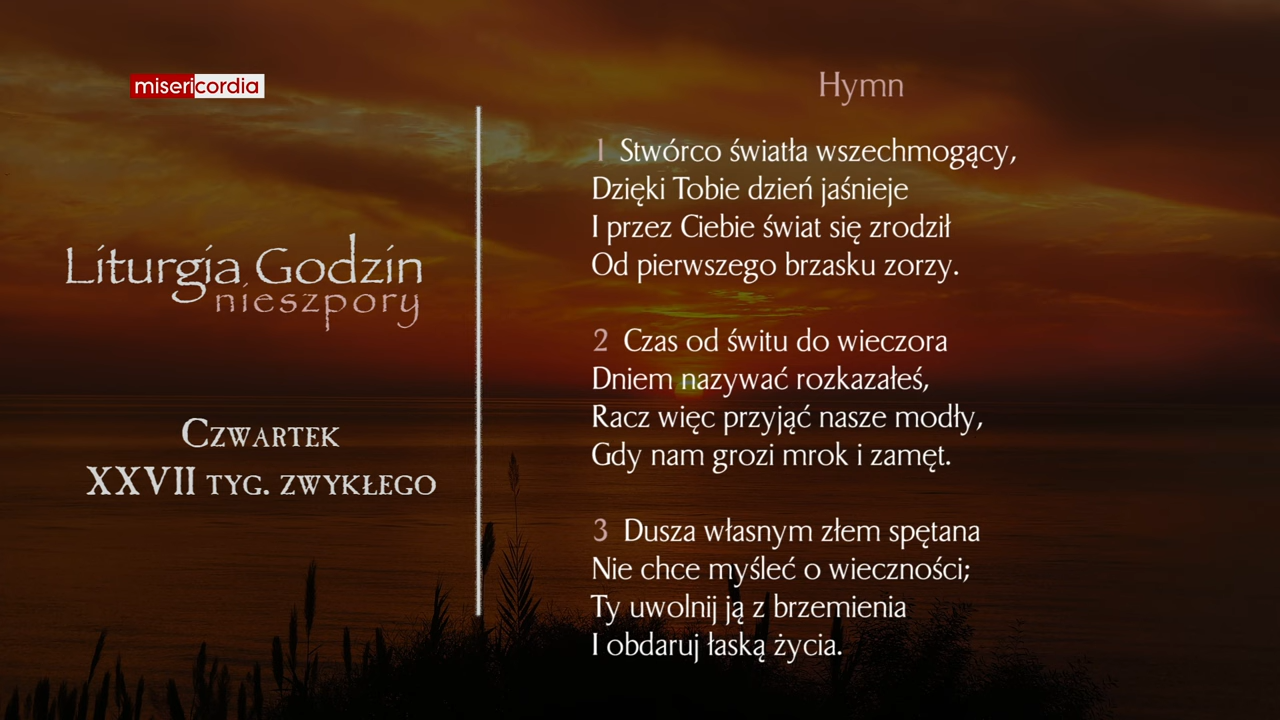 misericordia
Liturgia Godzin
nieszpory
Czwartek
XXVII tyg. zwykłego
Hymn
1 Stwórco światła wszechmogący,
Dzięki Tobie dzień jaśnieje
I przez Ciebie świat się zrodził
Od pierwszego brzasku zorzy.
2 Czas od świtu do wieczora
Dniem nazywać rozkazałeś,
Racz więc przyjąć nasze modły,
Gdy nam grozi mrok i zamęt.
3 Dusza własnym złem spętana
Nie chce myśleć o wieczności;
Ty uwolnij ją z brzemienia
I obdaruj łaską życia.